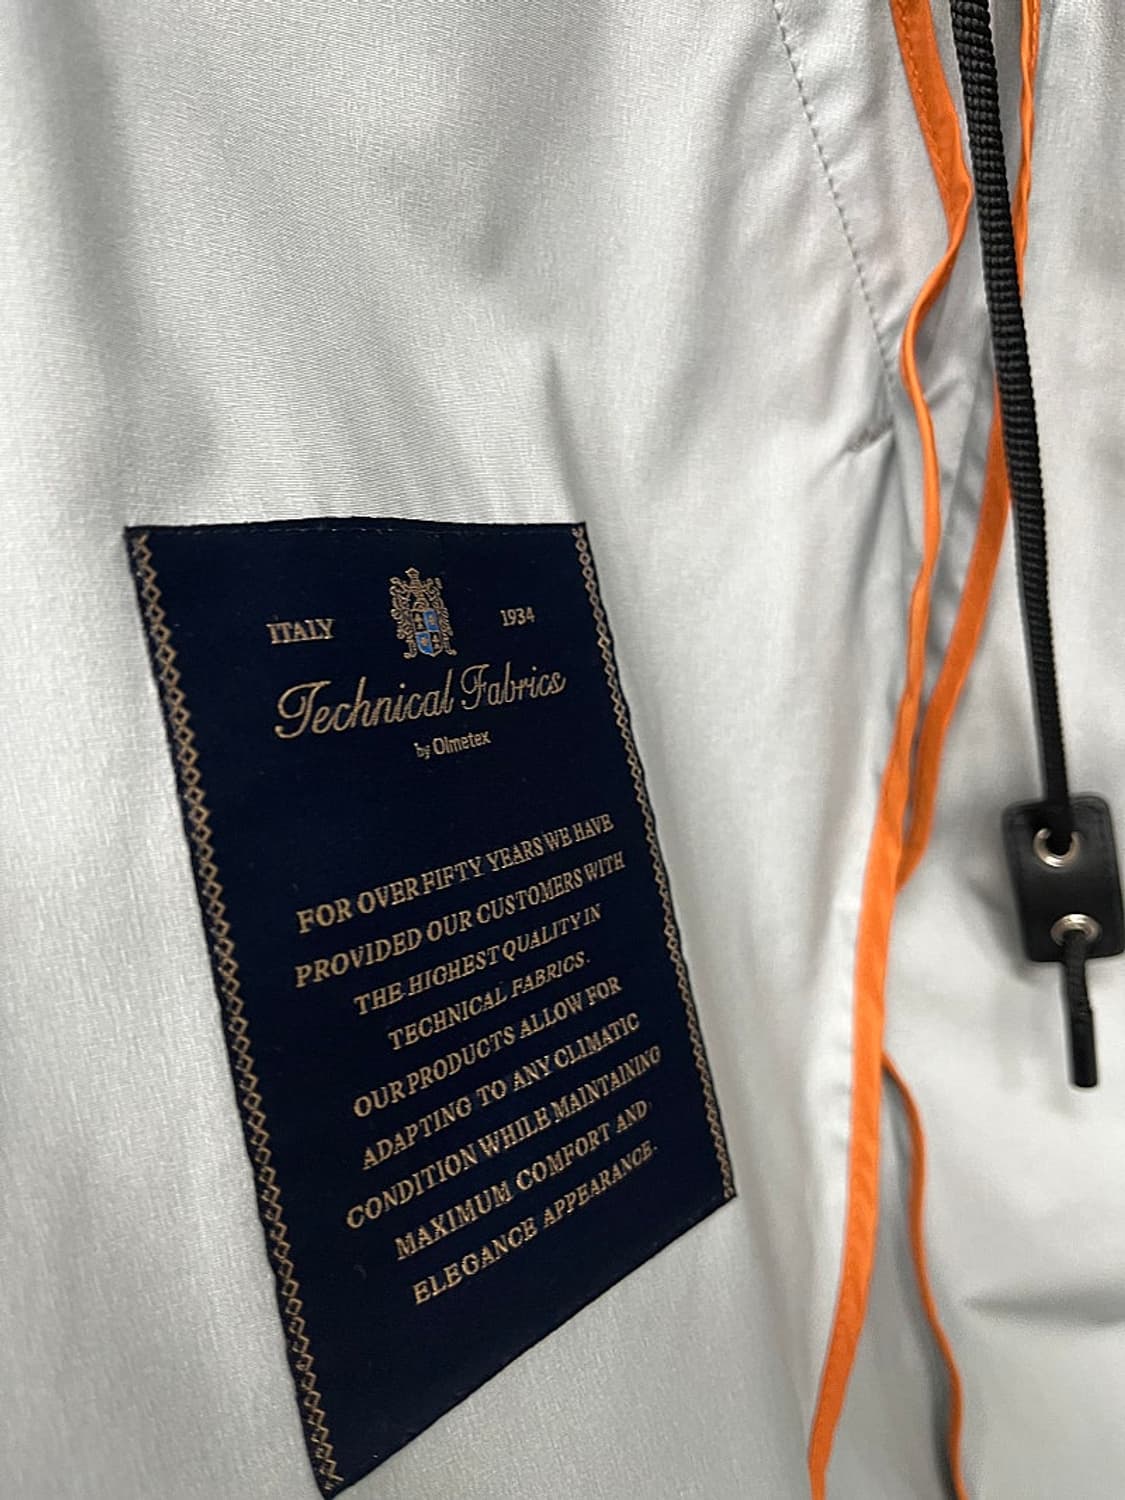 ITALY 1934
Technical Fabrics
by Olmetex
FOR OVER FIFTY YEARS WE HAVE
PROVIDED OUR CUSTOMERS WITH
THE HIGHEST QUALITY IN
TECHNICAL FABRICS.
OUR PRODUCTS ALLOW FOR
ADAPTING TO ANY CLIMATIC
CONDITION WHILE MAINTAINING
MAXIMUM COMFORT AND
ELEGANCE APPEARANCE.